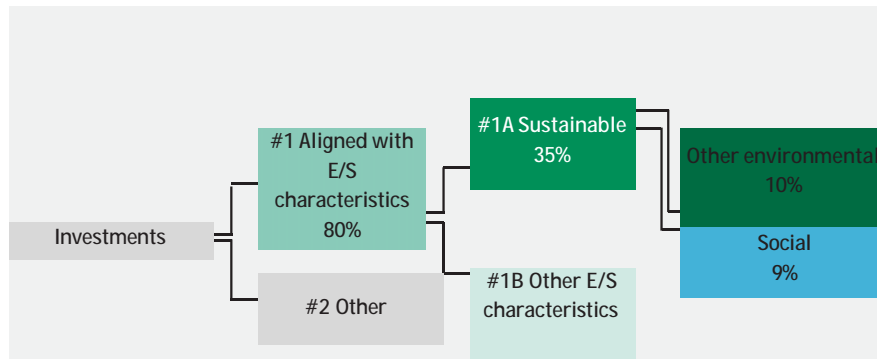 Investments
#1 Aligned with
E/S
characteristics
80%
#2 Other
#1A Sustainable
35%
#1B Other E/S
characteristics
Other environmental
10%
Social
9%